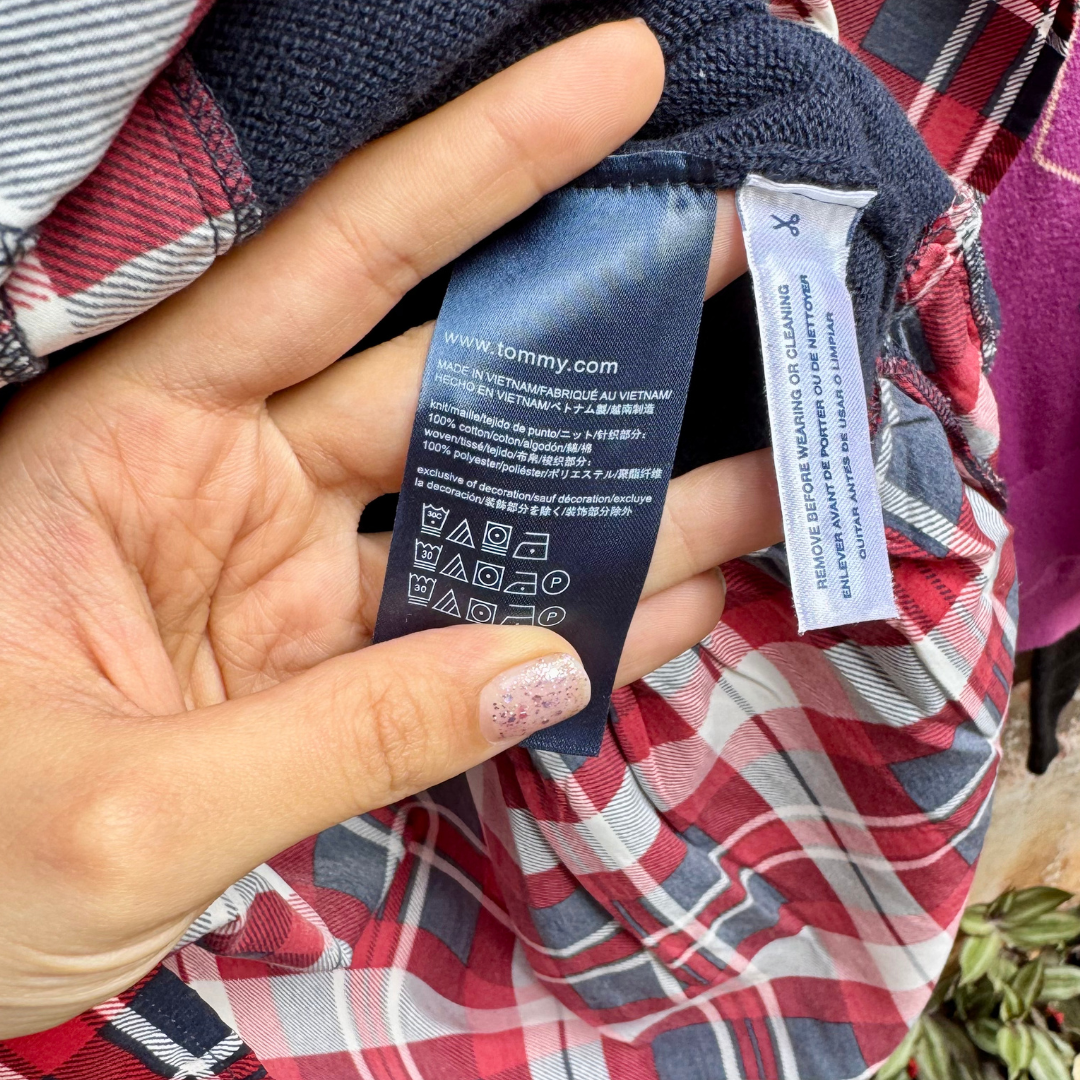 www.tommy.com
MADE IN VIETNAM/FABRIQUÉ AU VIETNAM/
HECHO EN VIETNAM/ベトナム製/越南制造
knit/maille/tejido de punto/ニット/针织部分:
100% cotton/coton/algodón/綿/棉
woven/tissé/tejido/布帛/梭织部分:
100% polyester/poliéster/ポリエステル/聚酯纤维
exclusive of decoration/sauf décoration/excluye
la decoración/装飾部分を除く/装饰部分除外
30C
30 P
30 P
REMOVE BEFORE WEARING OR CLEANING
ENLEVER AVANT DE PORTER OU DE NETTOYER
QUITAR ANTES DE USAR O LIMPIAR